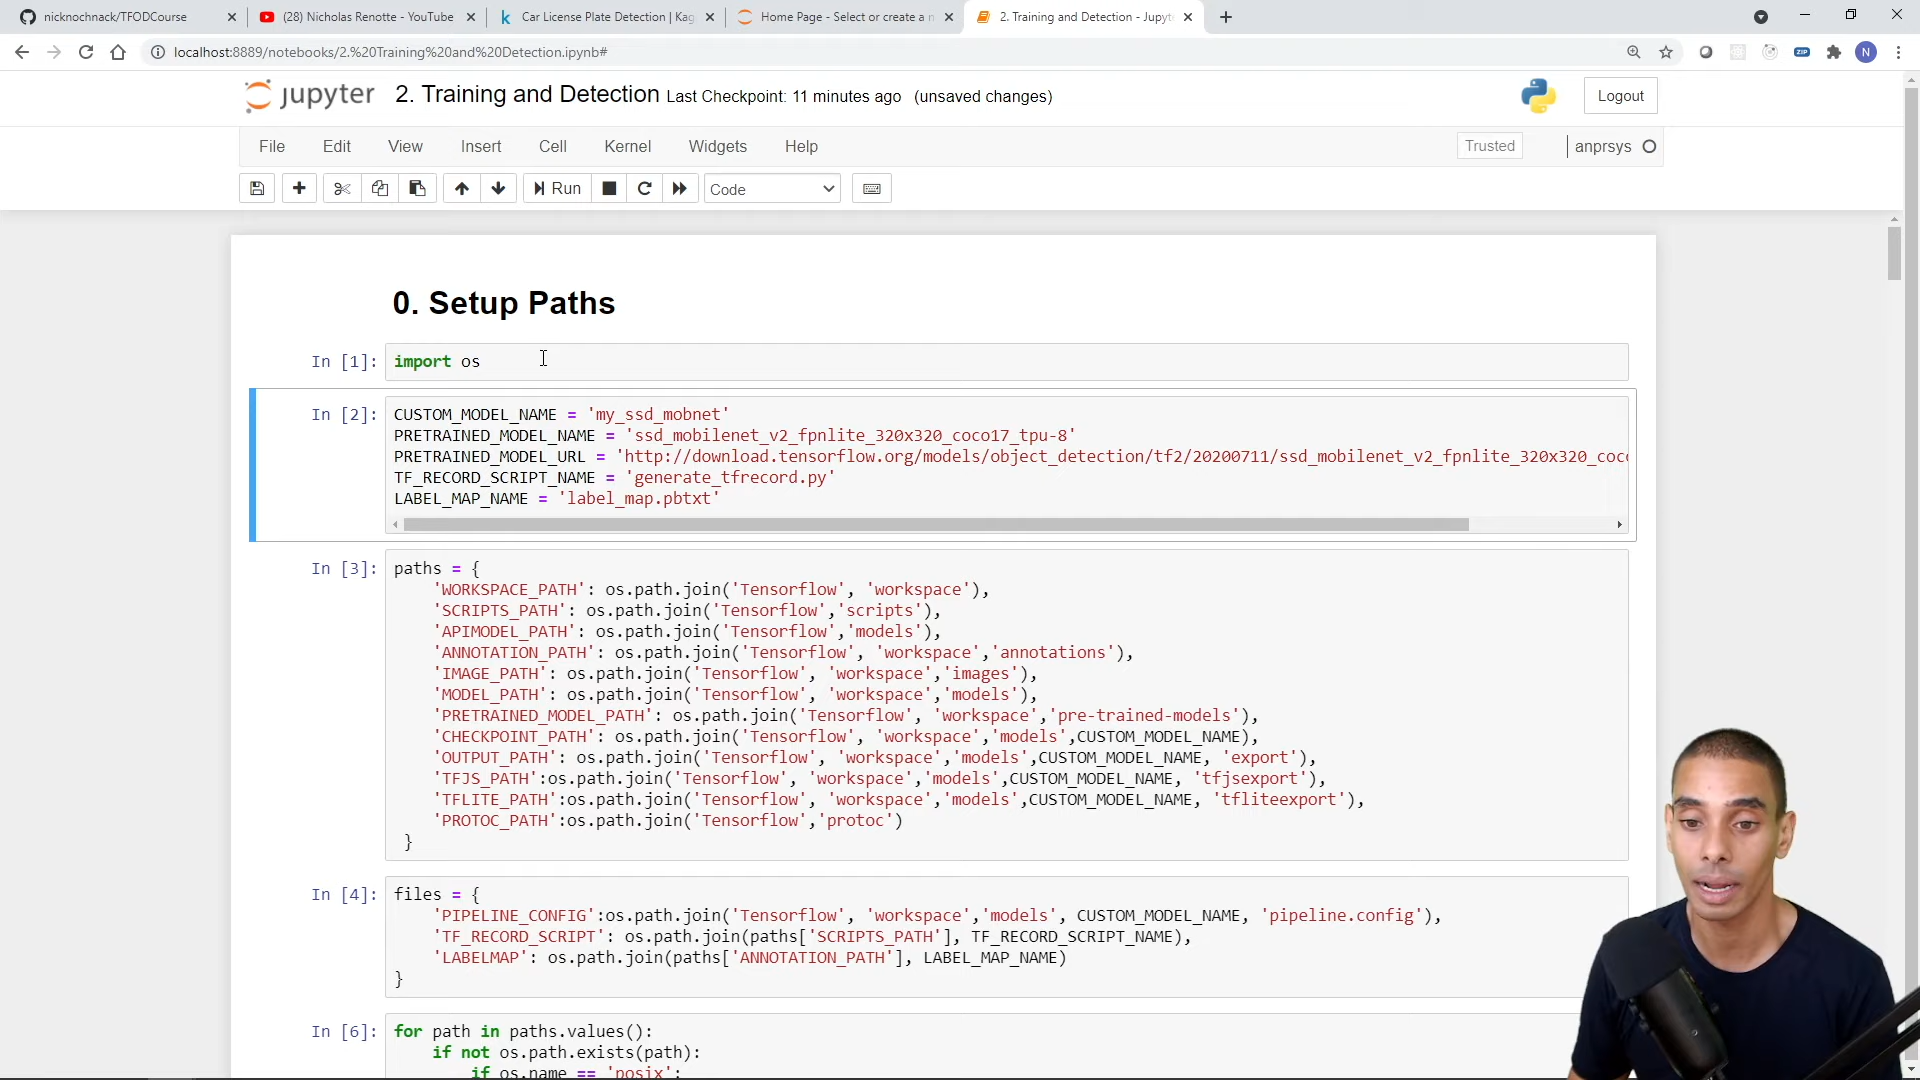 nicknochnack/TFODCourse
(28) Nicholas Renotte - YouTube
Car License Plate Detection | Kag
Home Page - Select or create a n
2. Training and Detection - Jupyt
localhost:8889/notebooks/2.%20Training%20and%20Detection.ipynb#
ZIP
N
jupyter 2. Training and Detection Last Checkpoint: 11 minutes ago (unsaved changes)
Logout
File Edit View Insert Cell Kernel Widgets Help
Trusted
anprsys
Run
Code
0. Setup Paths
In [1]: import os
In [2]: CUSTOM_MODEL_NAME = 'my_ssd_mobnet'
PRETRAINED_MODEL_NAME = 'ssd_mobilenet_v2_fpnlite_320x320_coco17_tpu-8'
PRETRAINED_MODEL_URL = 'http://download.tensorflow.org/models/object_detection/tf2/20200711/ssd_mobilenet_v2_fpnlite_320x320_coc
TF_RECORD_SCRIPT_NAME = 'generate_tfrecord.py'
LABEL_MAP_NAME = 'label_map.pbtxt'
In [3]: paths = {
'WORKSPACE_PATH': os.path.join('Tensorflow', 'workspace'),
'SCRIPTS_PATH': os.path.join('Tensorflow','scripts'),
'APIMODEL_PATH': os.path.join('Tensorflow','models'),
'ANNOTATION_PATH': os.path.join('Tensorflow', 'workspace','annotations'),
'IMAGE_PATH': os.path.join('Tensorflow', 'workspace','images'),
'MODEL_PATH': os.path.join('Tensorflow', 'workspace','models'),
'PRETRAINED_MODEL_PATH': os.path.join('Tensorflow', 'workspace','pre-trained-models'),
'CHECKPOINT_PATH': os.path.join('Tensorflow', 'workspace','models',CUSTOM_MODEL_NAME),
'OUTPUT_PATH': os.path.join('Tensorflow', 'workspace','models',CUSTOM_MODEL_NAME, 'export'),
'TFJS_PATH':os.path.join('Tensorflow', 'workspace','models',CUSTOM_MODEL_NAME, 'tfjsexport'),
'TFLITE_PATH':os.path.join('Tensorflow', 'workspace','models',CUSTOM_MODEL_NAME, 'tfliteexport'),
'PROTOC_PATH':os.path.join('Tensorflow','protoc')
}
In [4]: files = {
'PIPELINE_CONFIG':os.path.join('Tensorflow', 'workspace','models', CUSTOM_MODEL_NAME, 'pipeline.config'),
'TF_RECORD_SCRIPT': os.path.join(paths['SCRIPTS_PATH'], TF_RECORD_SCRIPT_NAME),
'LABELMAP': os.path.join(paths['ANNOTATION_PATH'], LABEL_MAP_NAME)
}
In [6]: for path in paths.values():
if not os.path.exists(path):
if os.name == 'posix':